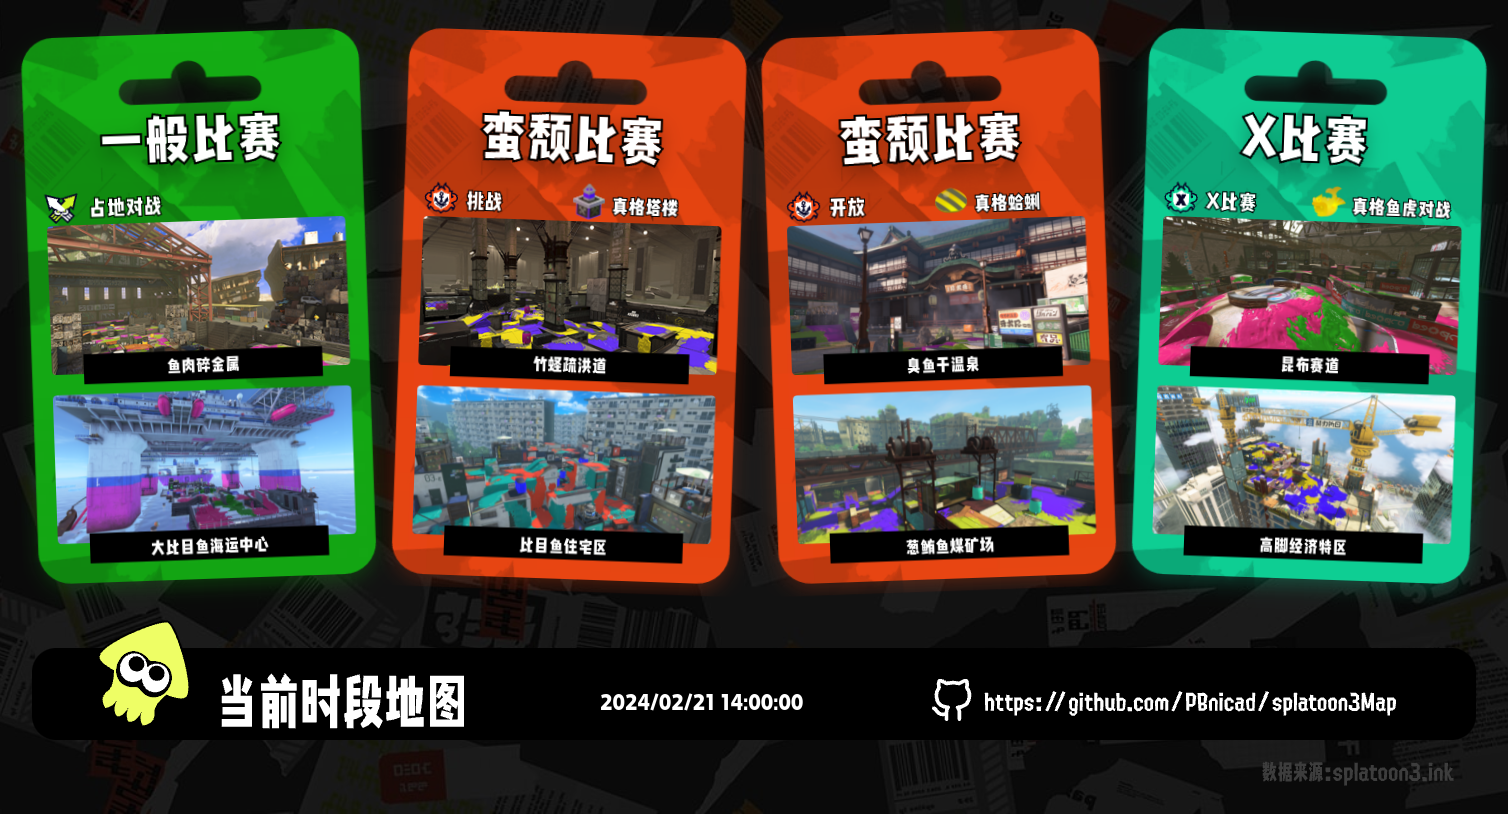 一般比赛
占地对战
鱼肉碎金属
大比目鱼海运中心
蛮颓比赛
挑战
真格塔楼
竹蛏疏洪道
比目鱼住宅区
蛮颓比赛
开放
真格蛤蜊
臭鱼干温泉
葱鲔鱼煤矿场
X比赛
X比赛
真格鱼虎对战
昆布赛道
高脚经济特区
当前时段地图
2024/02/21 14:00:00
https://github.com/PBnicad/splatoon3Map
数据来源:splatoon3.ink